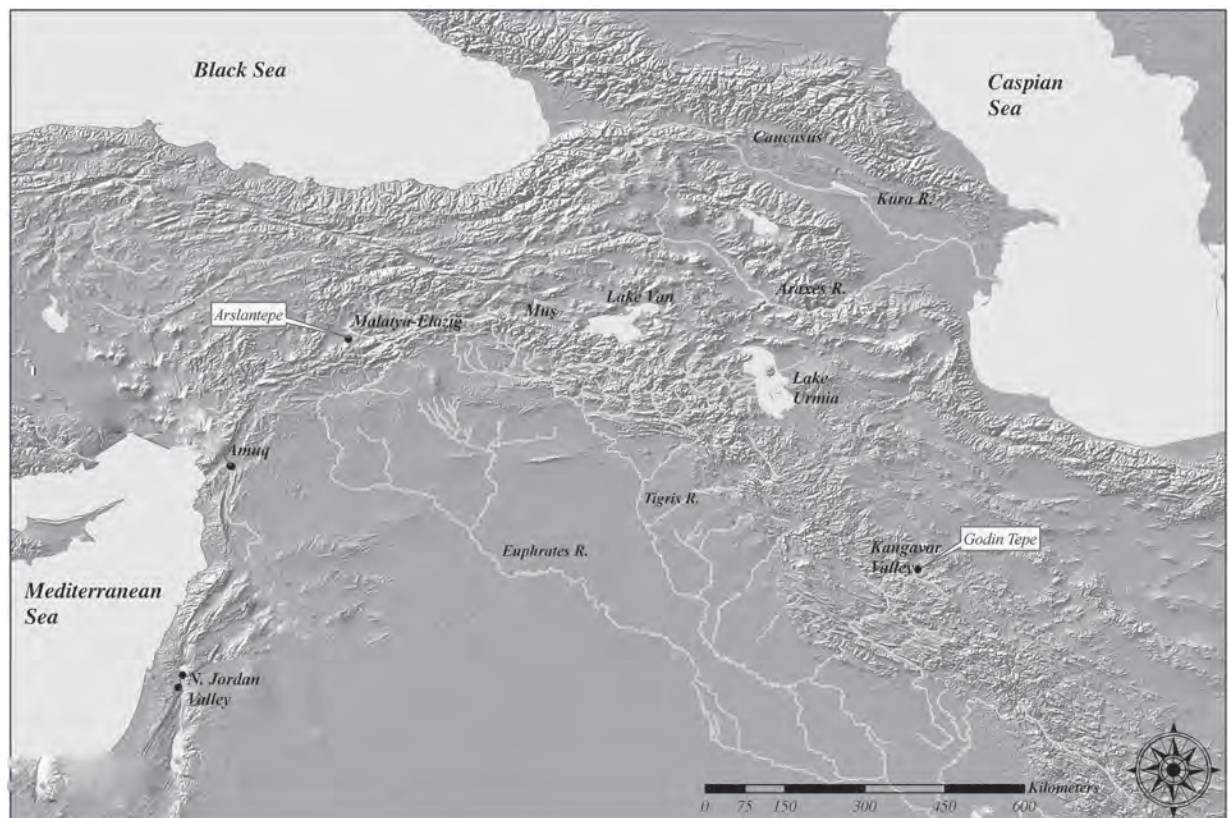 Black Sea
Caspian
Sea
Caucasus
Kura R.
Araxes R.
Lake Van
Muş
Arslantepe
Malatya-Elaziğ
Lake
Urmia
Amuq
Tigris R.
Godin Tepe
Kangavar
Valley
Euphrates R.
Mediterranean
Sea
N. Jordan
Valley
Kilometers
0 75 150 300 450 600